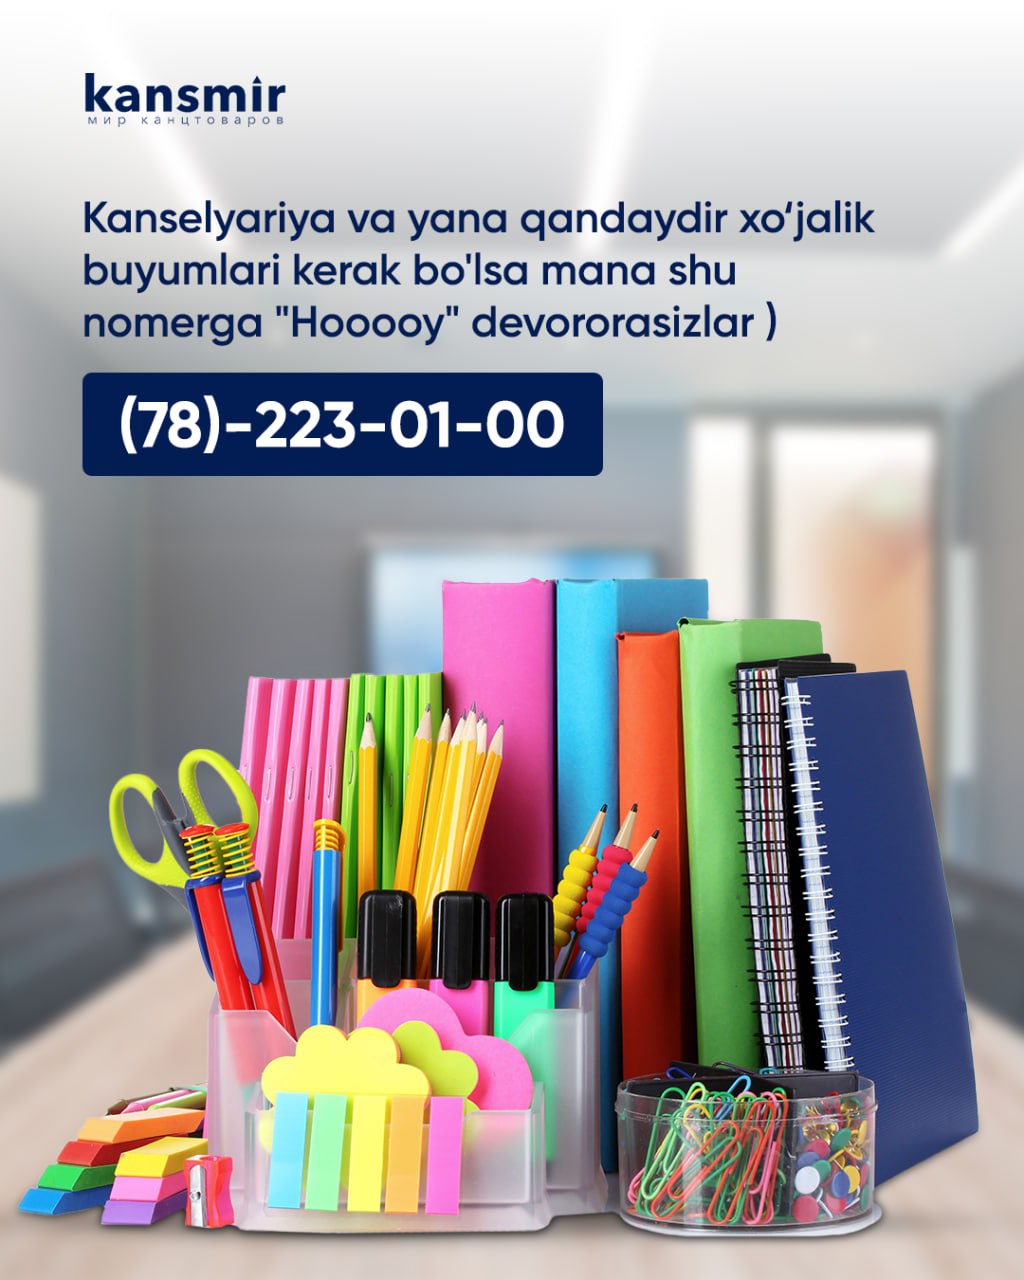 kansmir
мир канцтоваров
Kanselyariya va yana qandaydir xo‘jalik
buyumlari kerak bo'lsa mana shu
nomerga "Hooooy" devororasizlar )
(78)-223-01-00